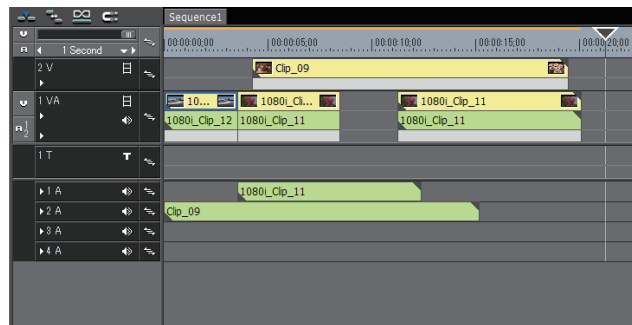 Sequence1
1 Second
00:00:00;00 00:00:05;00 00:00:10;00 00:00:15;00 00:00:20;00
2 V
Clip_09
1 VA
10... 1080i_Cli... 1080i_Clip_11
1080i_Clip_12 1080i_Clip_11 1080i_Clip_11
1 T T
1 A
1080i_Clip_11
2 A
Clip_09
3 A
4 A